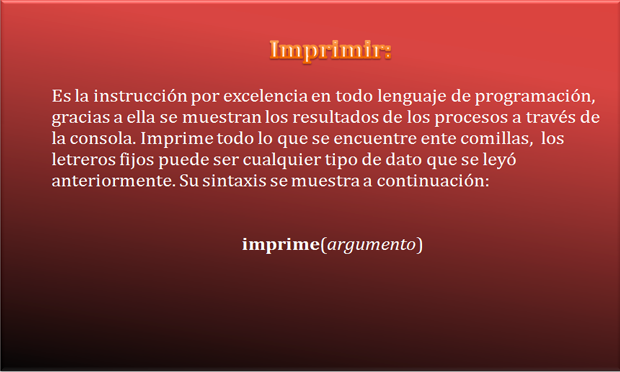 Imprimir:
Es la instrucción por excelencia en todo lenguaje de programación,
gracias a ella se muestran los resultados de los procesos a través de
la consola. Imprime todo lo que se encuentre ente comillas,  los
letreros fijos puede ser cualquier tipo de dato que se leyó
anteriormente. Su sintaxis se muestra a continuación:
imprime(argumento)